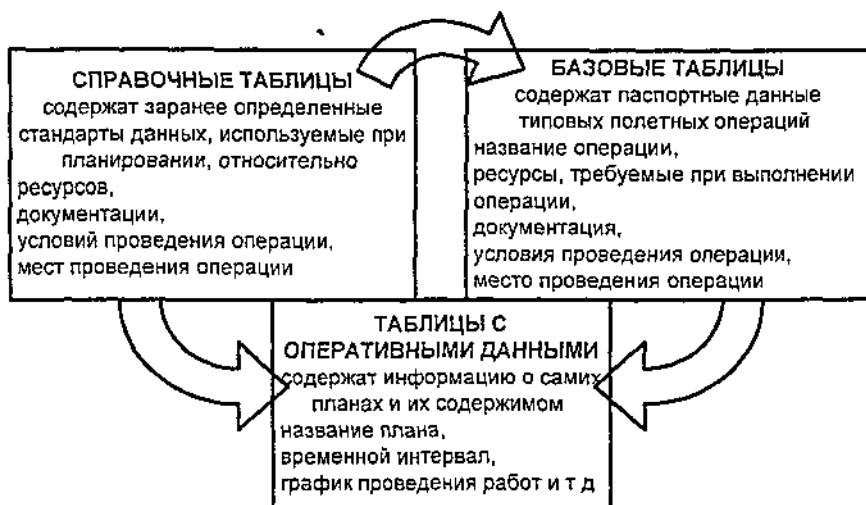 СПРАВОЧНЫЕ ТАБЛИЦЫ
содержат заранее определенные
стандарты данных, используемые при
планировании, относительно
ресурсов,
документации,
условий проведения операции,
мест проведения операции
БАЗОВЫЕ ТАБЛИЦЫ
содержат паспортные данные
типовых полетных операций
название операции,
ресурсы, требуемые при выполнении
операции,
документация,
условия проведения операции,
место проведения операции
ТАБЛИЦЫ С
ОПЕРАТИВНЫМИ ДАННЫМИ
содержат информацию о самих
планах и их содержимом
название плана,
временной интервал,
график проведения работ и т д